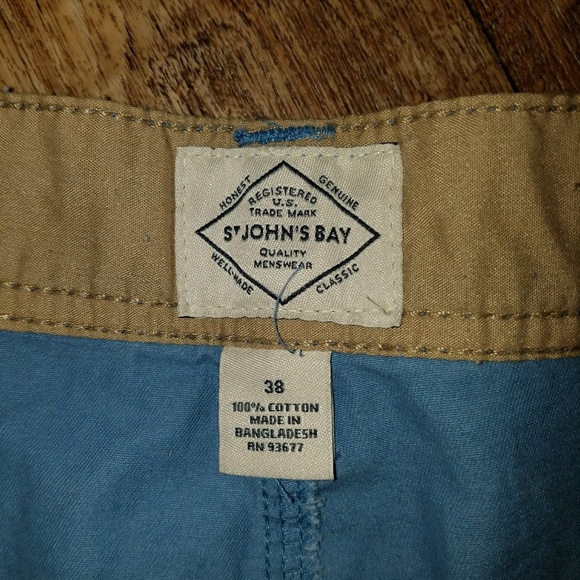 HONEST GENUINE
REGISTERED
U.S.
TRADE MARK
ST JOHN'S BAY
QUALITY
MENSWEAR
WELL-MADE CLASSIC
38
100% COTTON
MADE IN
BANGLADESH
RN 93677